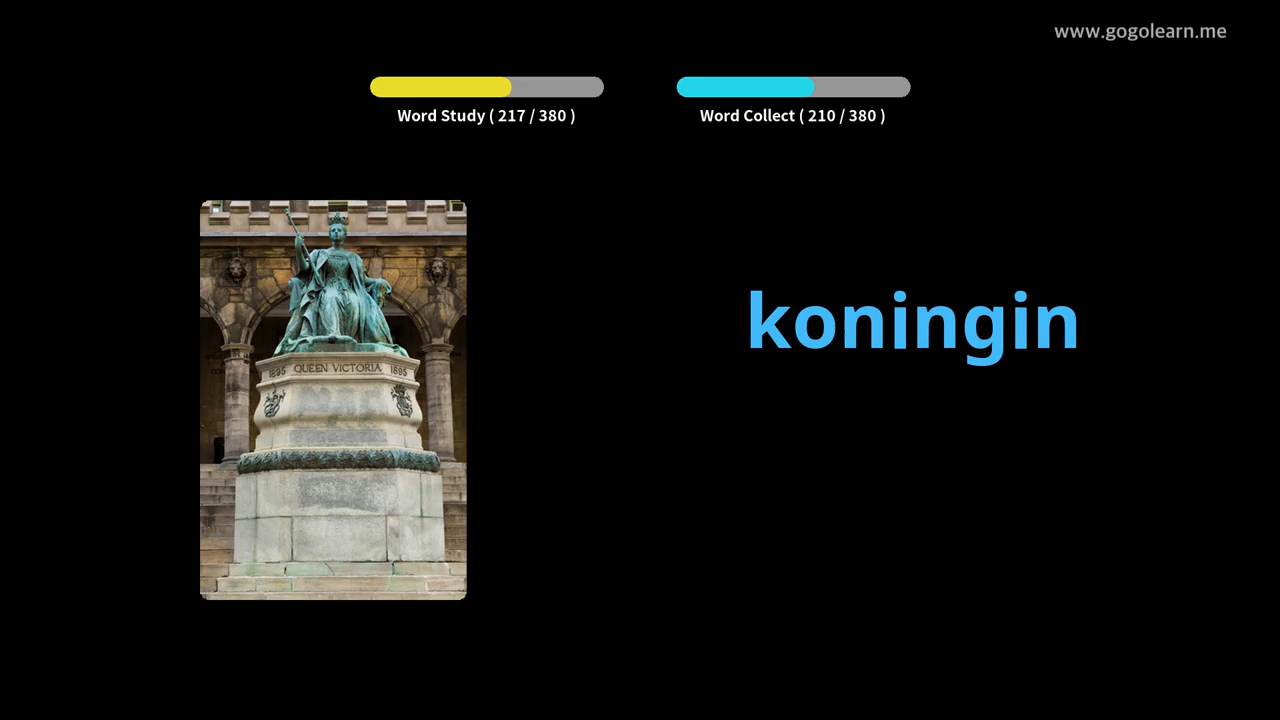 www.gogolearn.me
Word Study ( 217 / 380 )
Word Collect ( 210 / 380 )
koningin
1895 QUEEN VICTORIA 1895